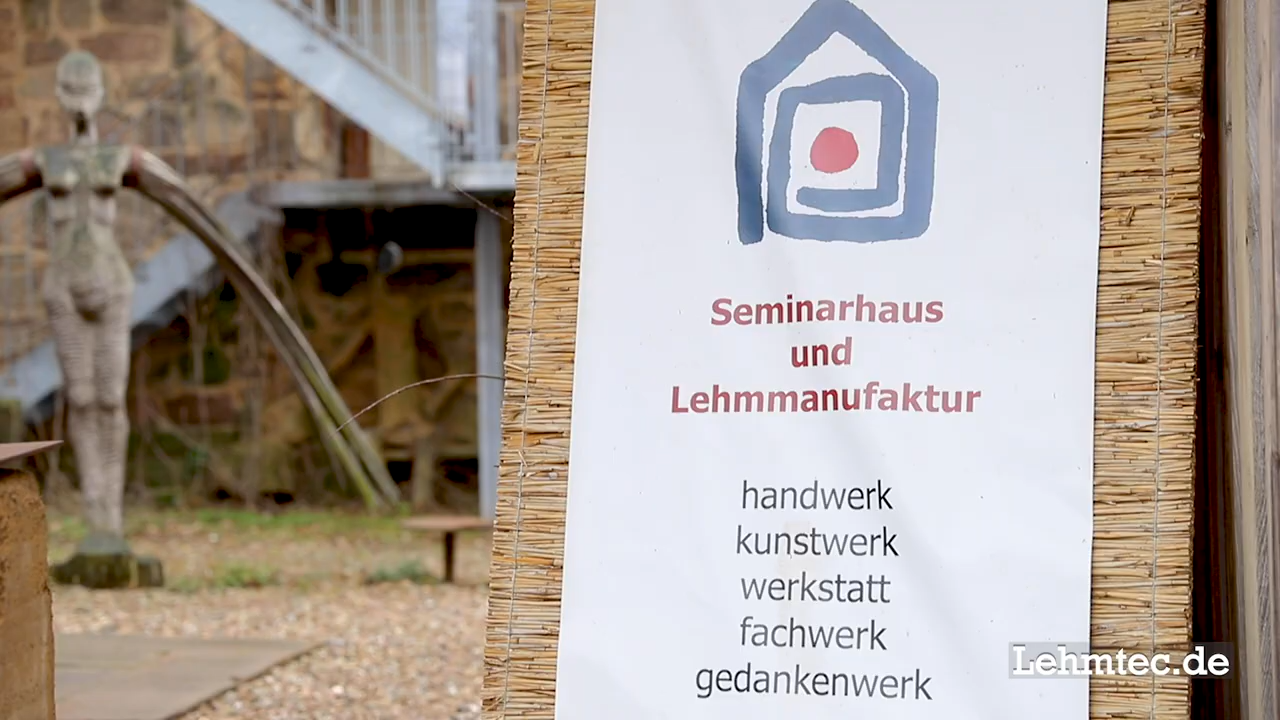 Seminarhaus
und
Lehmmanufaktur
handwerk
kunstwerk
werkstatt
fachwerk
gedankenwerk
Lehmtec.de